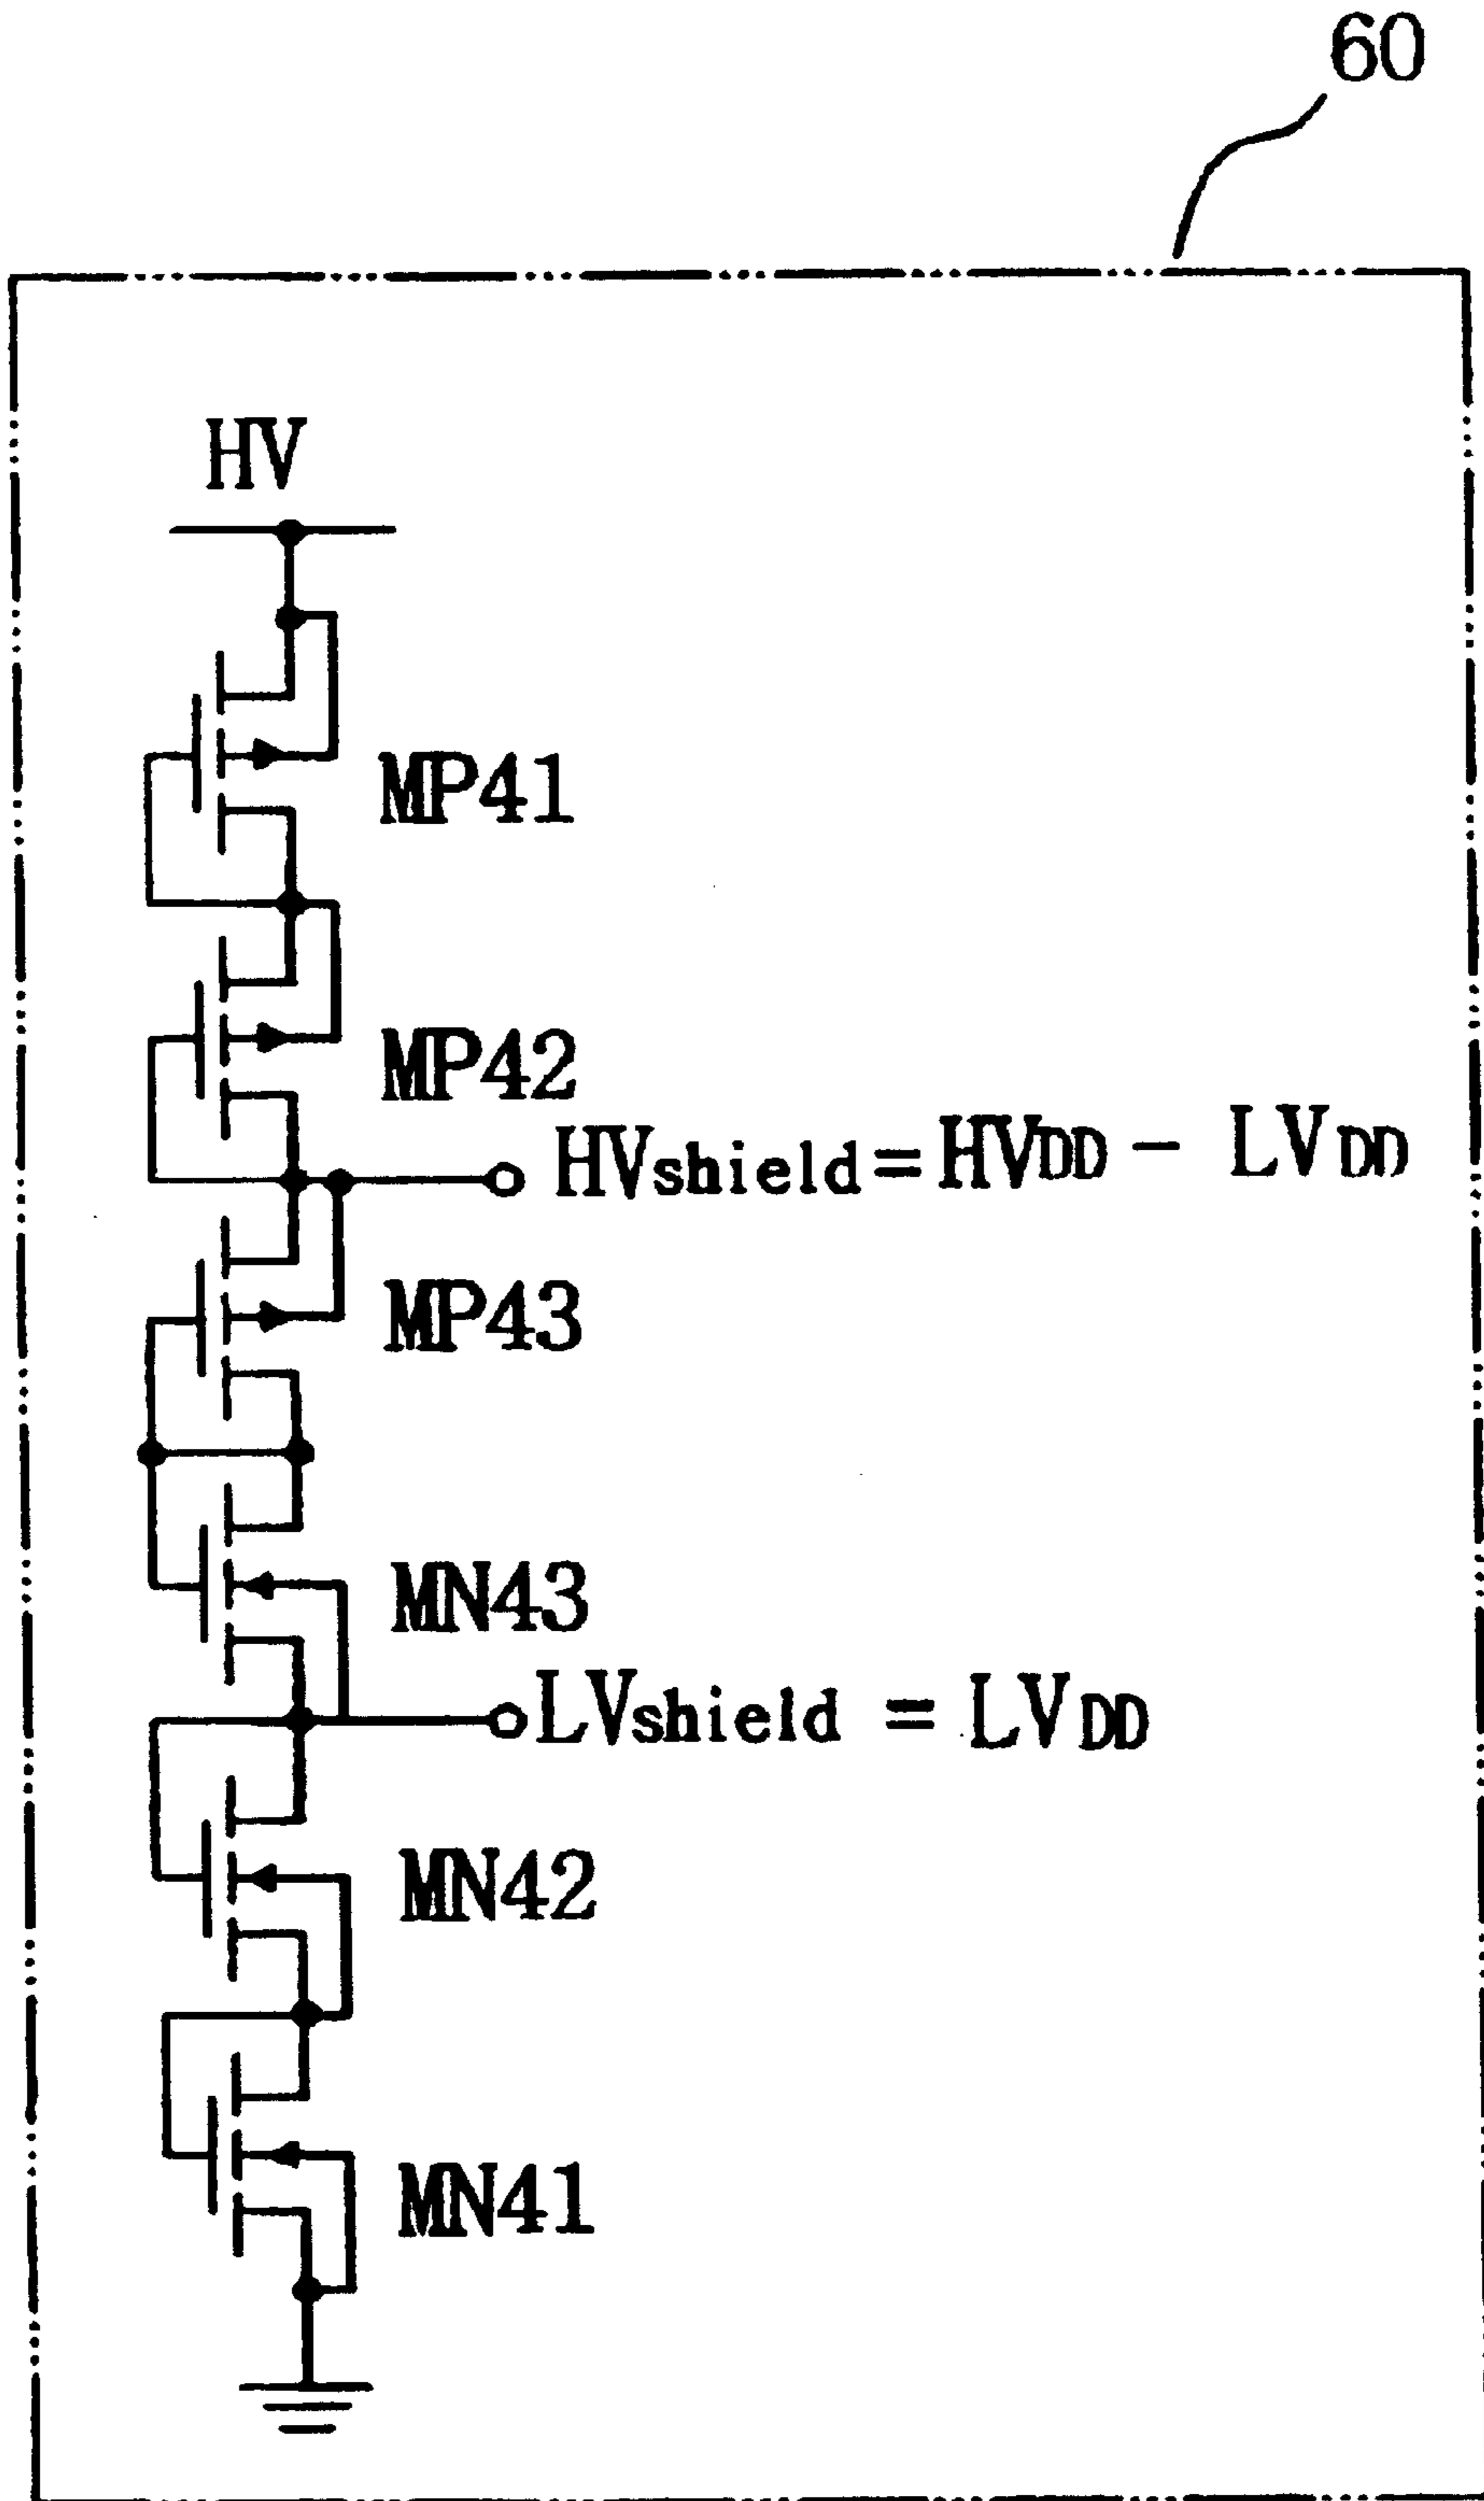 60
HV
MP41
MP42
HVshield=HVDD- LVDD
MP43
MN43
LVshield = LVDD
MN42
MN41